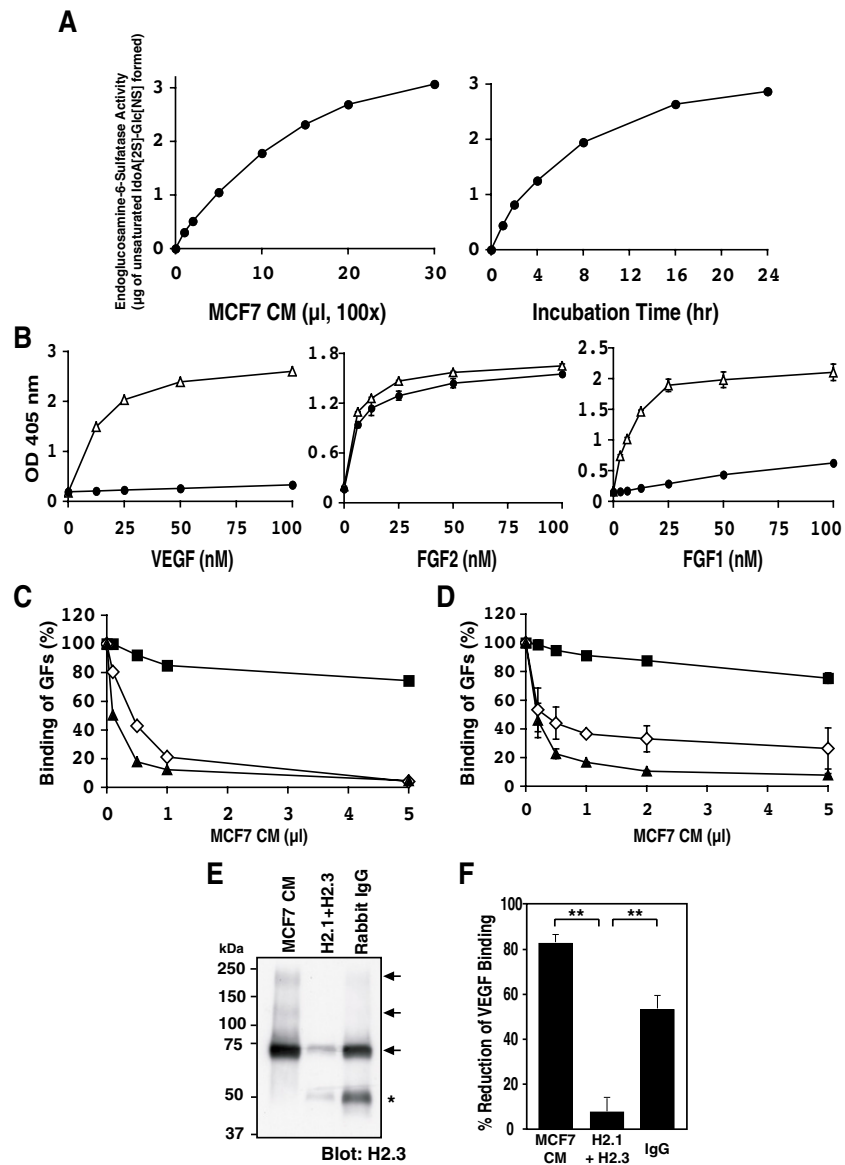 A
Endoglucosamine-6-Sulfatase Activity
(µg of unsaturated IdoA[2S]-Glc[NS] formed)
3
2
1
0
0 10 20 30
MCF7 CM (µl, 100x)
3
2
1
0
0 4 8 12 16 20 24
Incubation Time (hr)
B
OD 405 nm
3
2
1
0
0 25 50 75 100
VEGF (nM)
1.8
1.2
0.6
0
0 25 50 75 100
FGF2 (nM)
2.5
2
1.5
1
0.5
0
0 25 50 75 100
FGF1 (nM)
C
Binding of GFs (%)
120
100
80
60
40
20
0
0 1 2 3 4 5
MCF7 CM (µl)
D
Binding of GFs (%)
120
100
80
60
40
20
0
0 1 2 3 4 5
MCF7 CM (µl)
E
MCF7 CM
H2.1+H2.3
Rabbit IgG
kDa
250
150
100
75
50
37
*
Blot: H2.3
F
% Reduction of VEGF Binding
100
80
60
40
20
0
** **
MCF7
CM
H2.1
+ H2.3
IgG